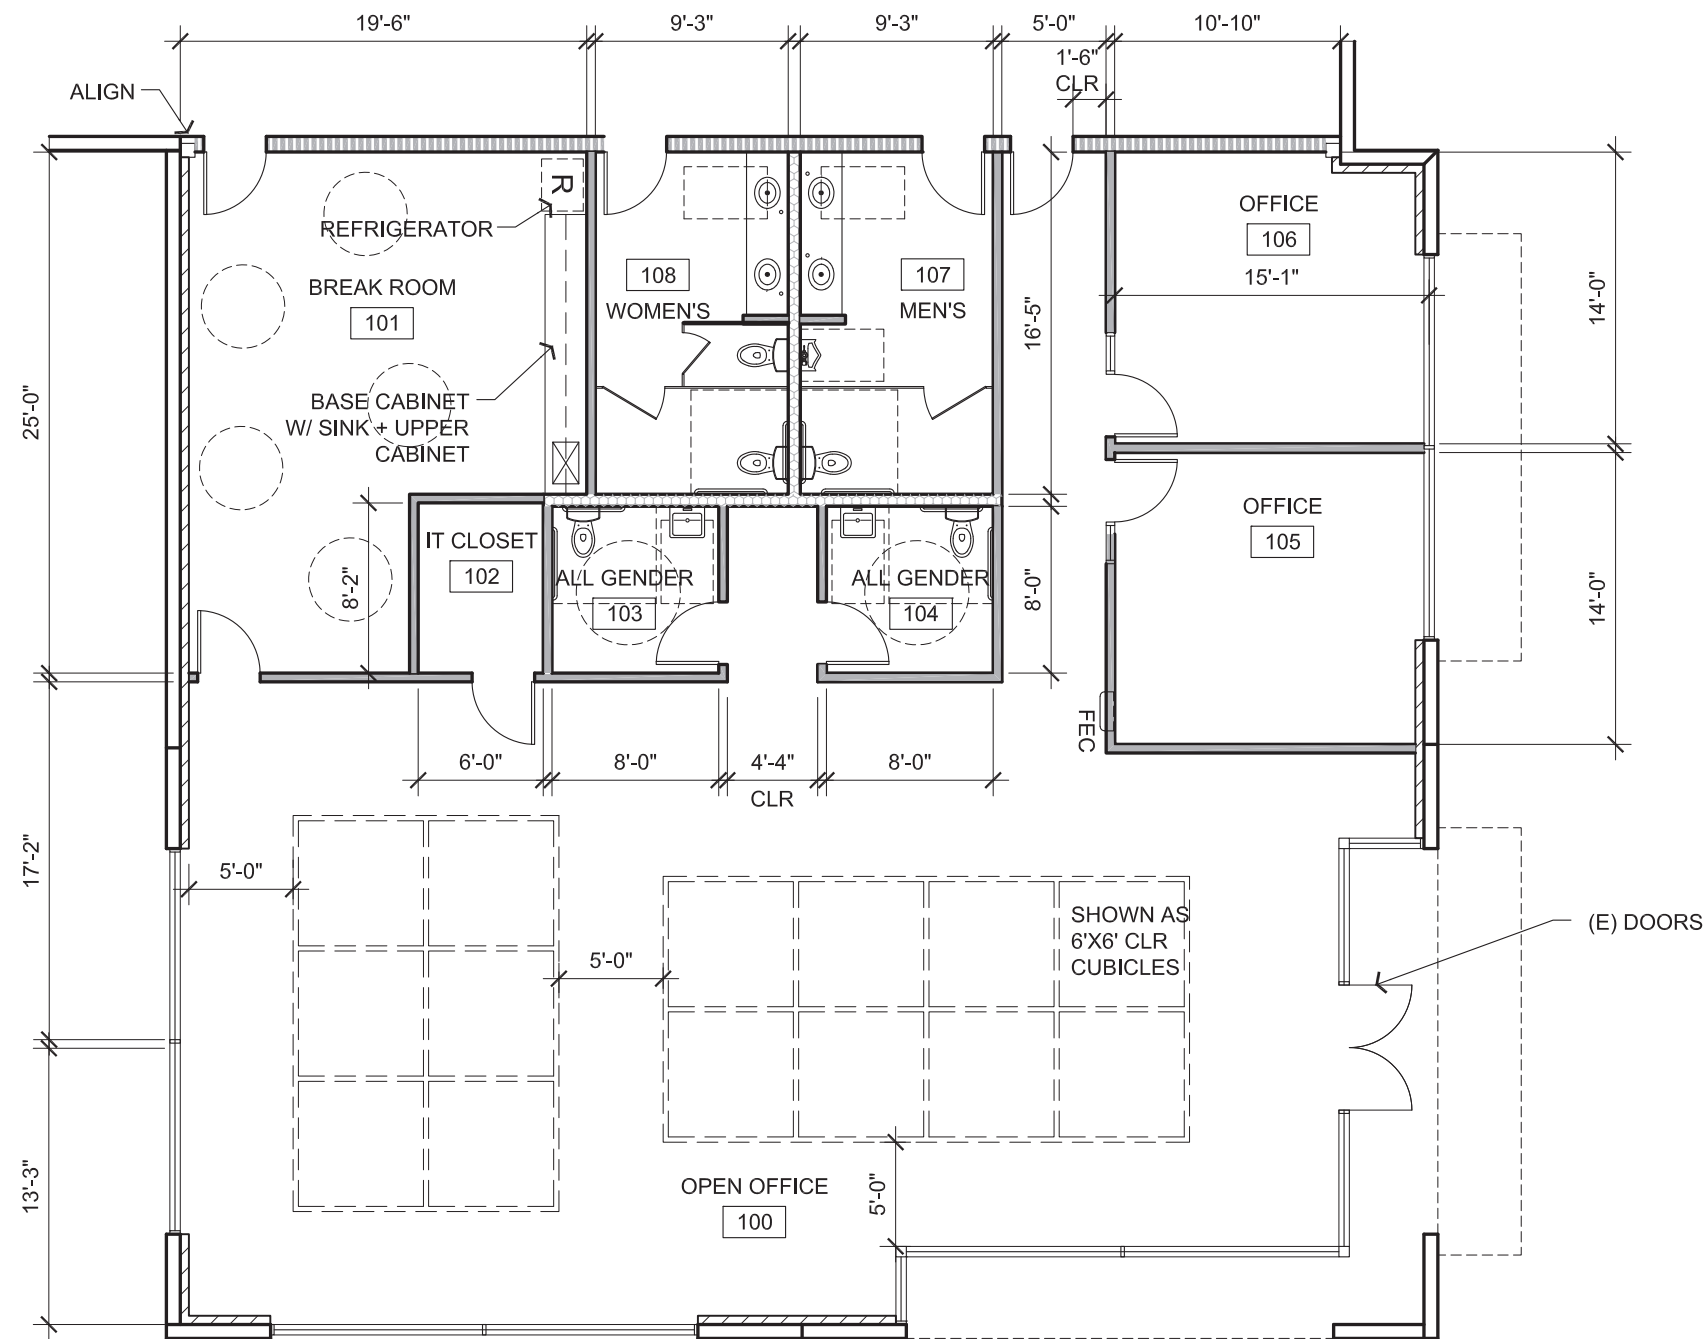 19'-6"
9'-3"
9'-3"
5'-0"
10'-10"
1'-6"
CLR
ALIGN
R
REFRIGERATOR
OFFICE
106
15'-1"
14'-0"
BREAK ROOM
101
108
WOMEN'S
107
MEN'S
16'-5"
25'-0"
BASE CABINET
W/ SINK + UPPER
CABINET
OFFICE
105
IT CLOSET
102
8'-2"
ALL GENDER
103
ALL GENDER
104
8'-0"
14'-0"
FEC
6'-0"
8'-0"
4'-4"
CLR
8'-0"
17'-2"
5'-0"
5'-0"
SHOWN AS
6'X6' CLR
CUBICLES
(E) DOORS
13'-3"
OPEN OFFICE
100
5'-0"